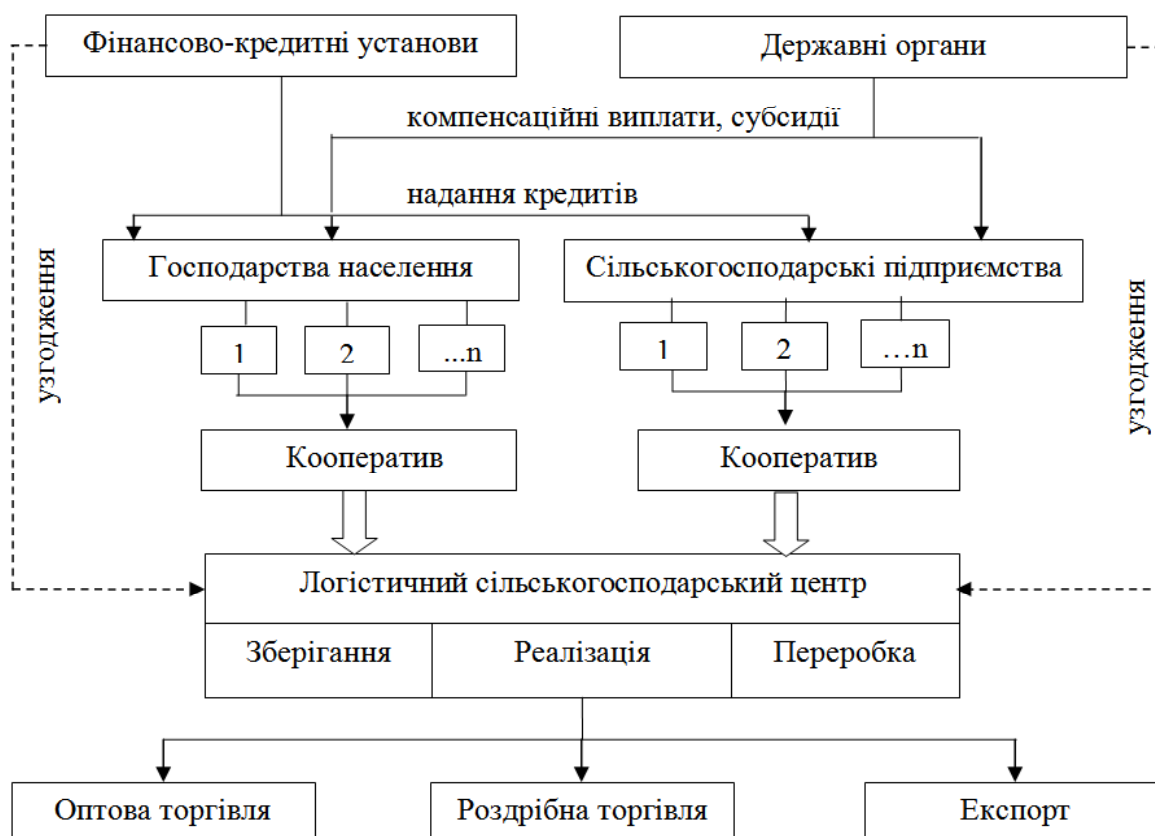 Фінансово-кредитні установи
Державні органи
компенсаційні виплати, субсидії
надання кредитів
узгодження
узгодження
Господарства населення
Сільськогосподарські підприємства
1
2
...n
1
2
…n
Кооператив
Кооператив
Логістичний сільськогосподарський центр
Зберігання
Реалізація
Переробка
Оптова торгівля
Роздрібна торгівля
Експорт